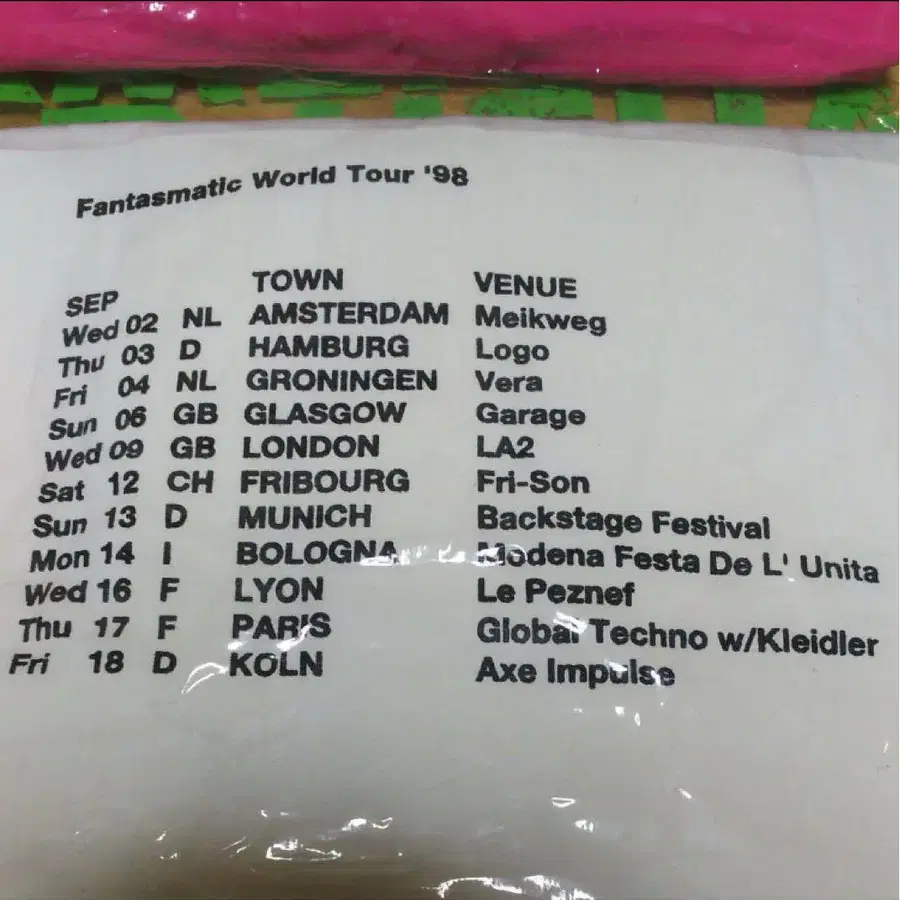 Fantasmatic World Tour '98
SEP TOWN VENUE
Wed 02 NL AMSTERDAM Meikweg
Thu 03 D HAMBURG Logo
Fri 04 NL GRONINGEN Vera
Sun 06 GB GLASGOW Garage
Wed 09 GB LONDON LA2
Sat 12 CH FRIBOURG Fri-Son
Sun 13 D MUNICH Backstage Festival
Mon 14 I BOLOGNA Modena Festa De L' Unita
Wed 16 F LYON Le Peznef
Thu 17 F PARIS Global Techno w/Kleidler
Fri 18 D KOLN Axe Impulse